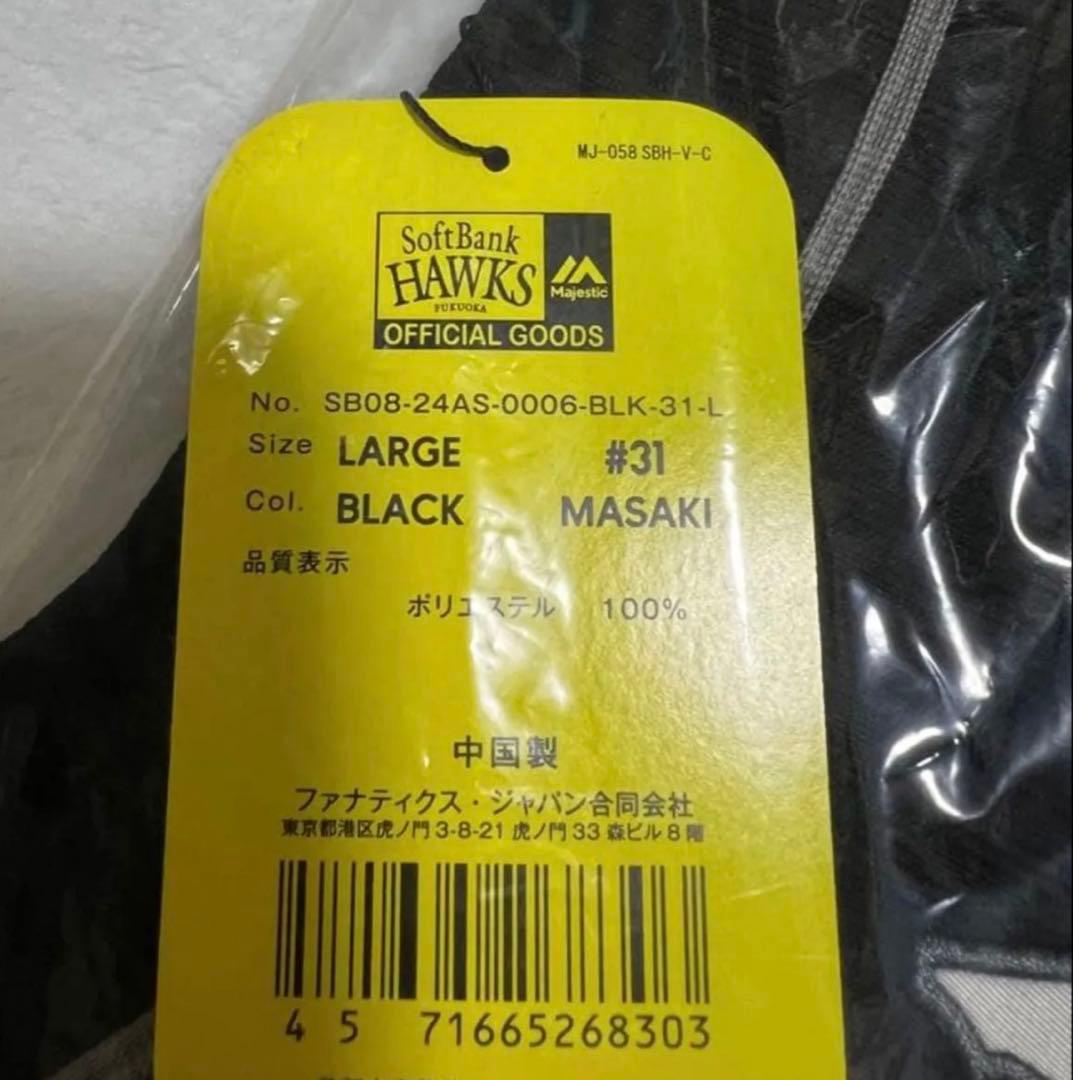 MJ-058 SBH-V-C
SoftBank
HAWKS
FUKUOKA
Majestic
OFFICIAL GOODS
No. SB08-24AS-0006-BLK-31-L
Size LARGE #31
Col. BLACK MASAKI
品質表示
ポリエステル 100%
中国製
ファナティクス・ジャパン合同会社
東京都港区虎ノ門 3-8-21 虎ノ門 33 森ビル 8 階
4 5 71665268303